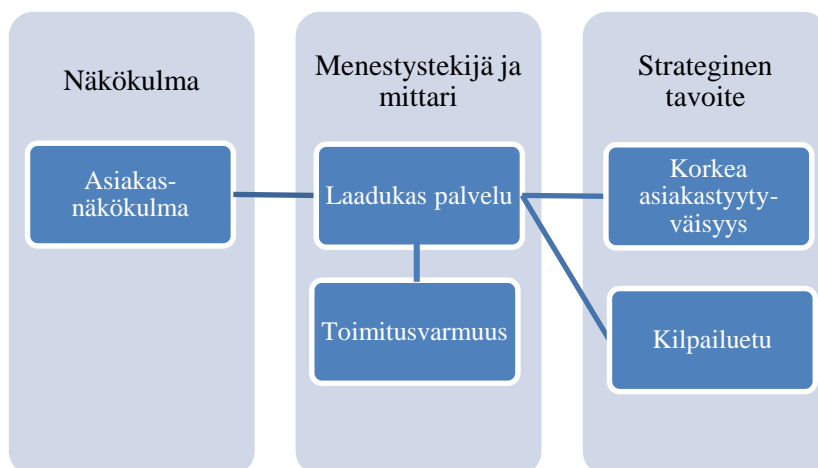 Näkökulma
Asiakas-
näkökulma
Menestystekijä ja
mittari
Laadukas palvelu
Toimitusvarmuus
Strateginen
tavoite
Korkea
asiakastyyty-
väisyys
Kilpailuetu